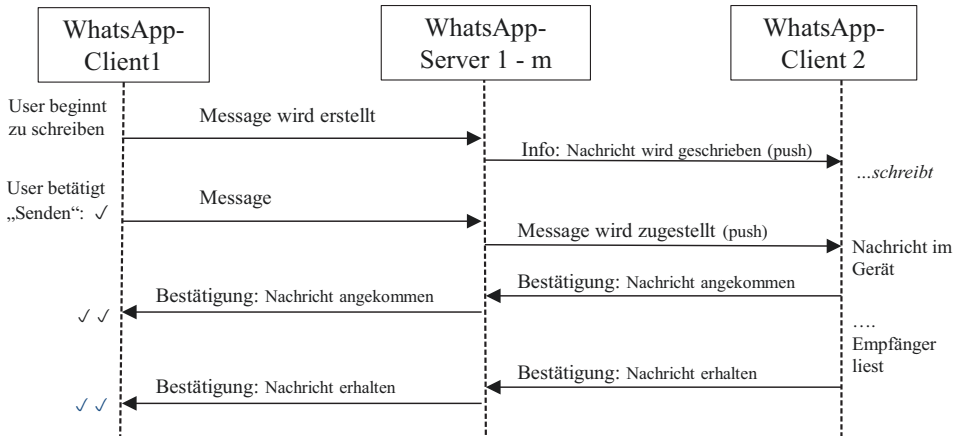 WhatsApp-
Client1
WhatsApp-
Server 1 - m
WhatsApp-
Client 2
User beginnt
zu schreiben
Message wird erstellt
Info: Nachricht wird geschrieben (push)
...schreibt
User betätigt
„Senden“: ✓
Message
Message wird zugestellt (push)
Nachricht im
Gerät
Bestätigung: Nachricht angekommen
Bestätigung: Nachricht angekommen
✓ ✓
....
Empfänger
liest
Bestätigung: Nachricht erhalten
Bestätigung: Nachricht erhalten
✓ ✓